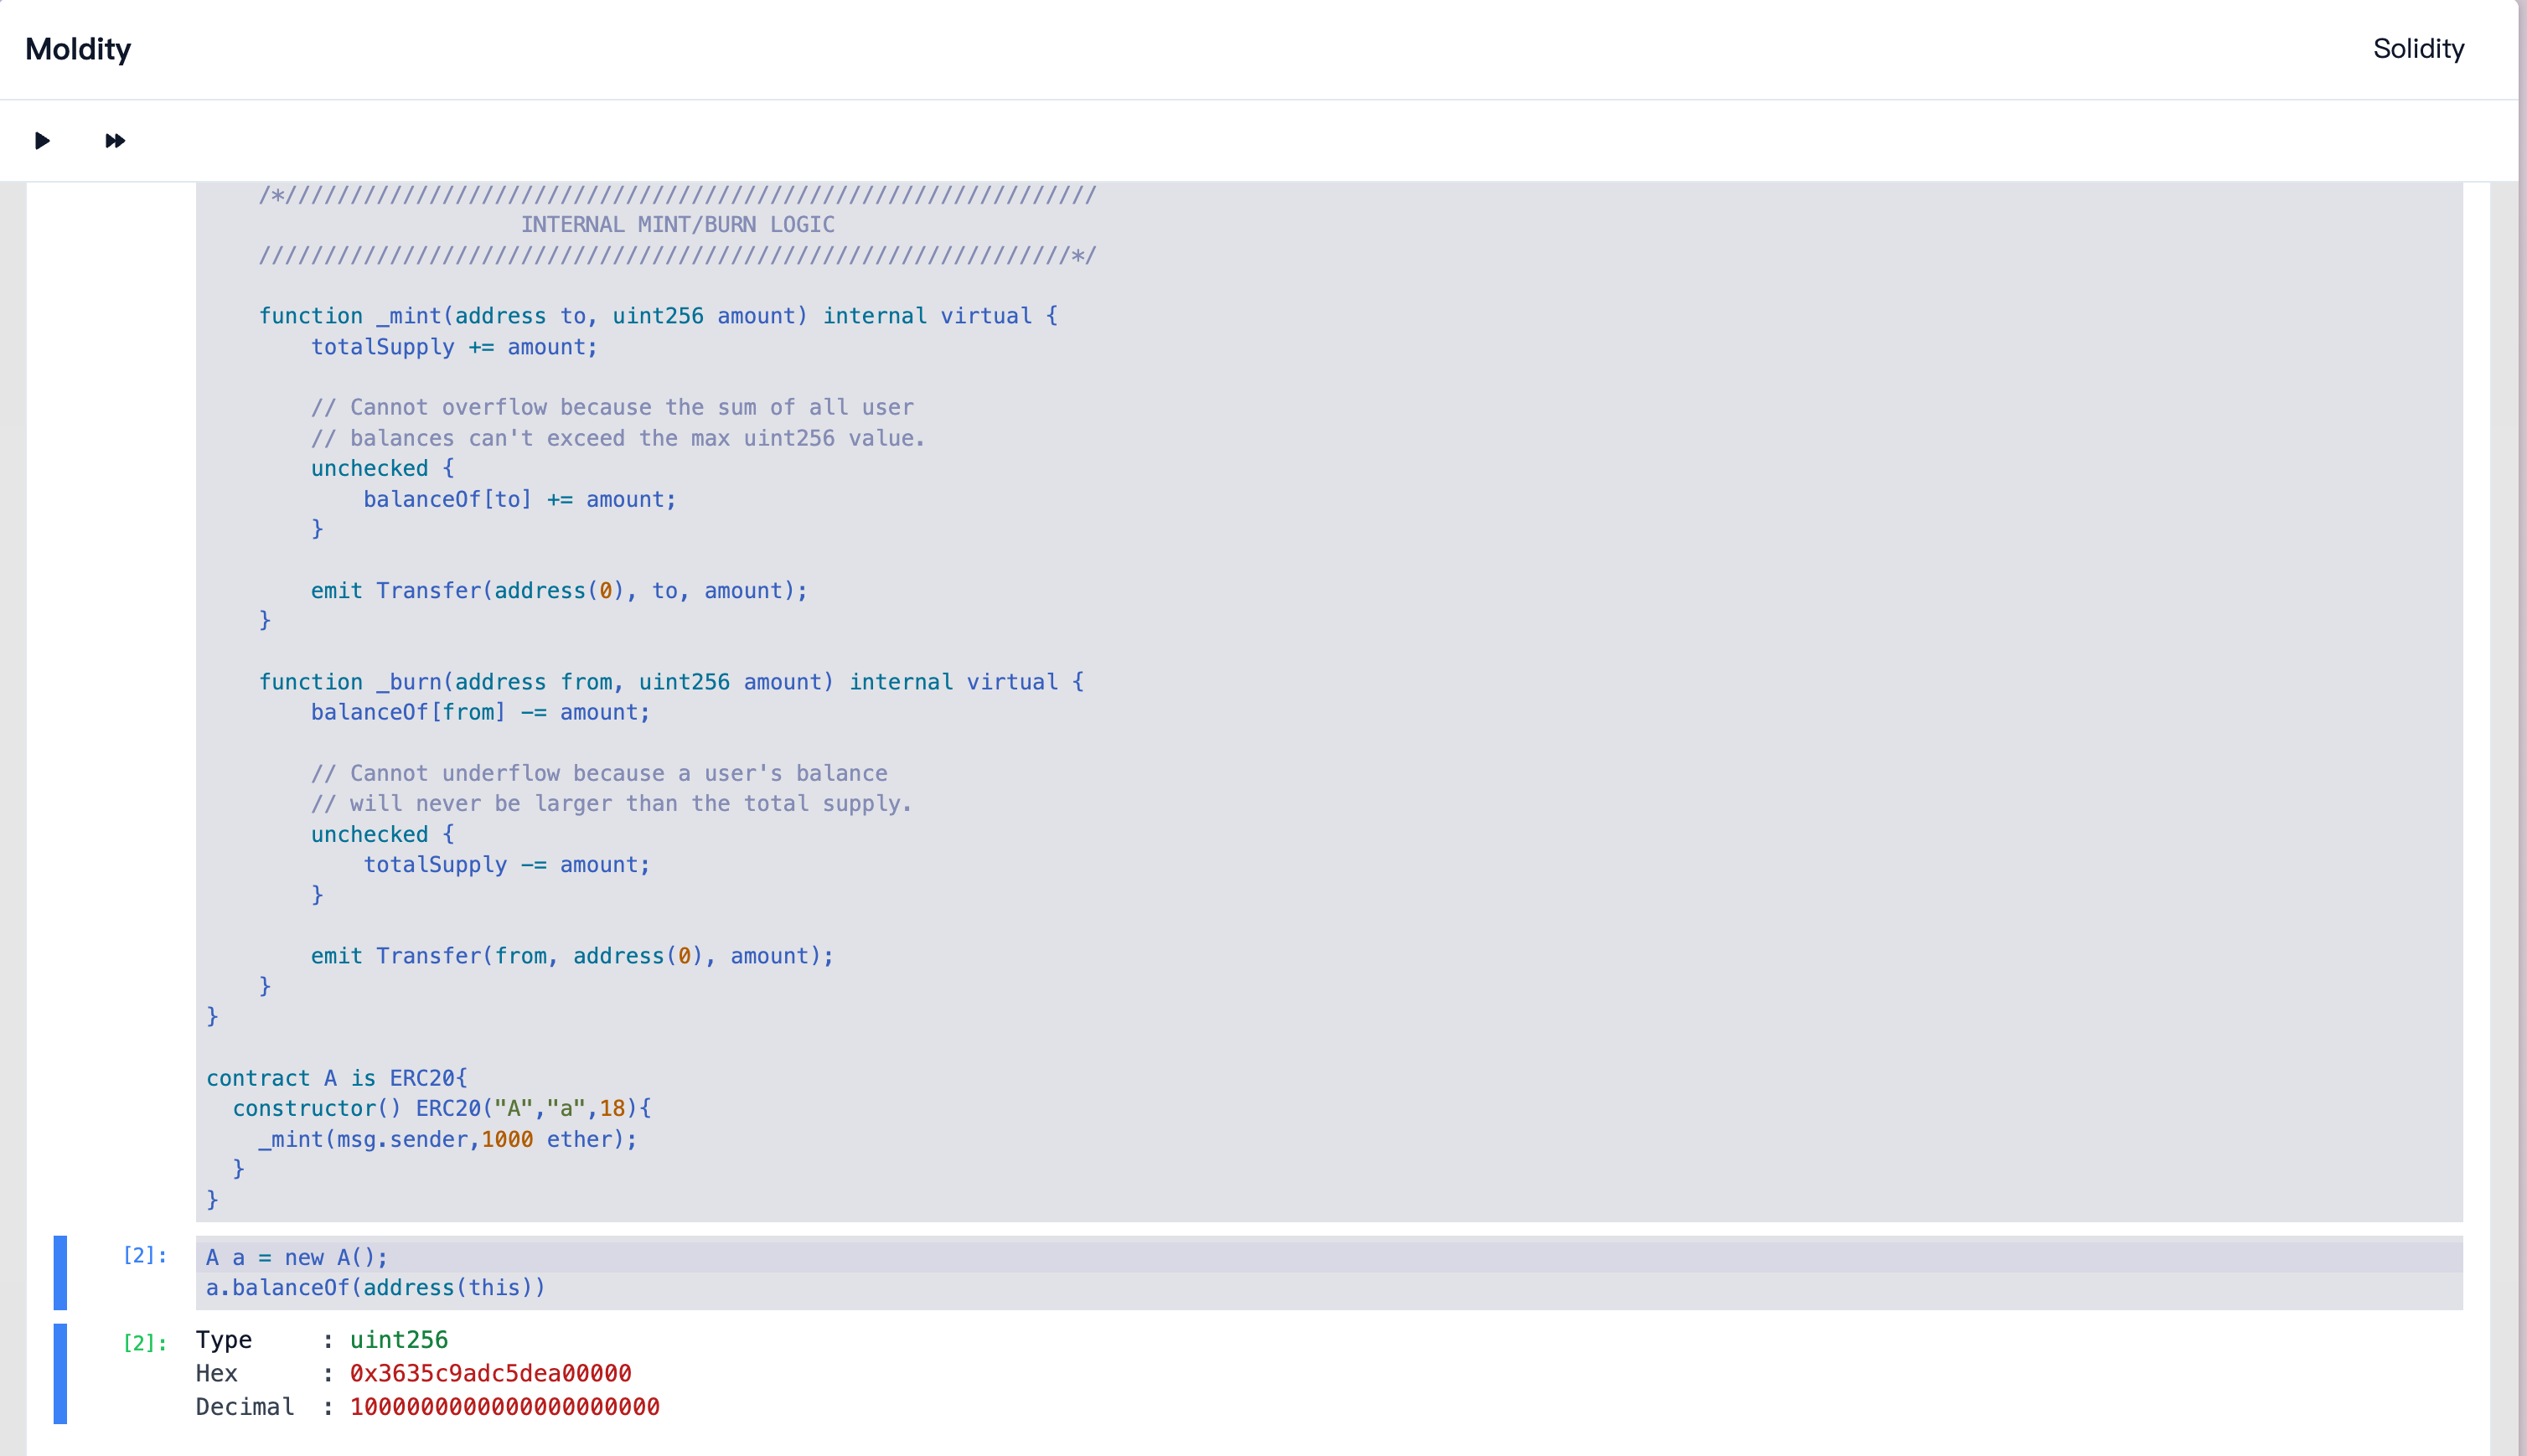 Moldity
Solidity
/*//////////////////////////////////////////////////////////////
INTERNAL MINT/BURN LOGIC
//////////////////////////////////////////////////////////////*/
function _mint(address to, uint256 amount) internal virtual {
totalSupply += amount;
// Cannot overflow because the sum of all user
// balances can't exceed the max uint256 value.
unchecked {
balanceOf[to] += amount;
}
emit Transfer(address(0), to, amount);
}
function _burn(address from, uint256 amount) internal virtual {
balanceOf[from] -= amount;
// Cannot underflow because a user's balance
// will never be larger than the total supply.
unchecked {
totalSupply -= amount;
}
emit Transfer(from, address(0), amount);
}
}
contract A is ERC20{
constructor() ERC20("A","a",18){
_mint(msg.sender,1000 ether);
}
}
[2]: A a = new A();
a.balanceOf(address(this))
[2]: Type : uint256
Hex : 0x3635c9adc5dea00000
Decimal : 1000000000000000000000